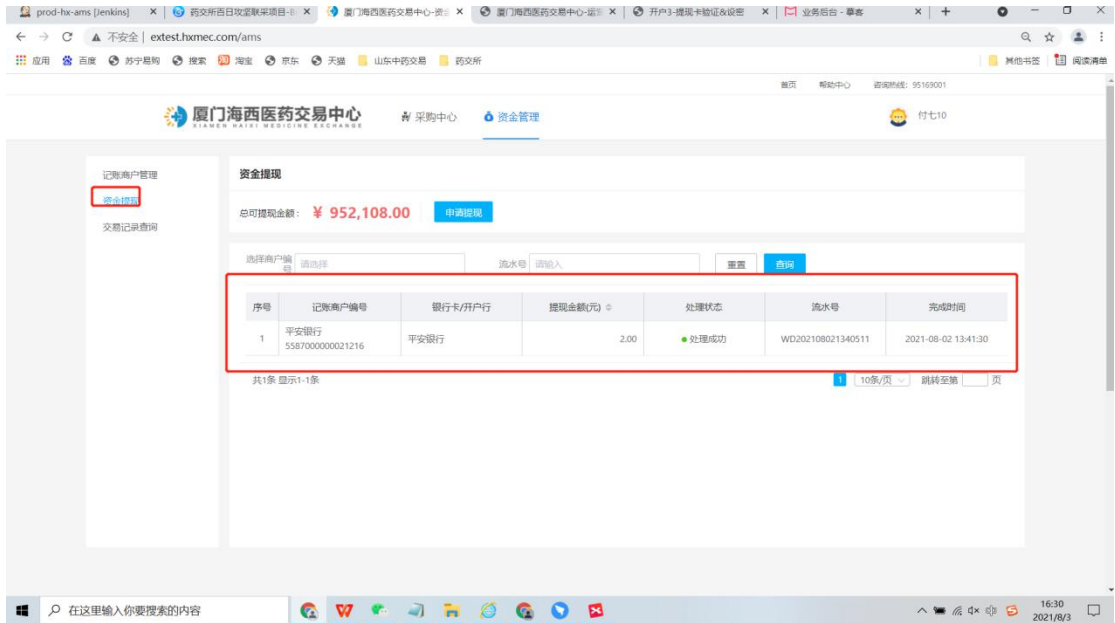 prod-hx-ams [Jenkins]
药交所百日攻坚联采项目-
厦门海西医药交易中心-资
厦门海西医药交易中心-运
开户3-提现卡验证&设密
业务后台 - 摹客
不安全 | extest.hxmec.com/ams
应用 百度 苏宁易购 搜索 淘宝 京东 天猫 山东中药交易 药交所 其他书签 阅读清单
首页 帮助中心 咨询热线: 95169001
厦门海西医药交易中心
XIAMEN HAIXI MEDICINE EXCHANGE
采购中心 资金管理 付七10
记账商户管理
资金提现
交易记录查询
资金提现
总可提现金额: ¥ 952,108.00 申请提现
选择商户编号 请选择 流水号 请输入 重置 查询
序号 记账商户编号 银行卡/开户行 提现金额(元) 处理状态 流水号 完成时间
1 平安银行 5587000000021216 平安银行 2.00 处理成功 WD202108021340511 2021-08-02 13:41:30
共1条 显示1-1条 1 10条/页 跳转至第 页
在这里输入你要搜索的内容
16:30
2021/8/3